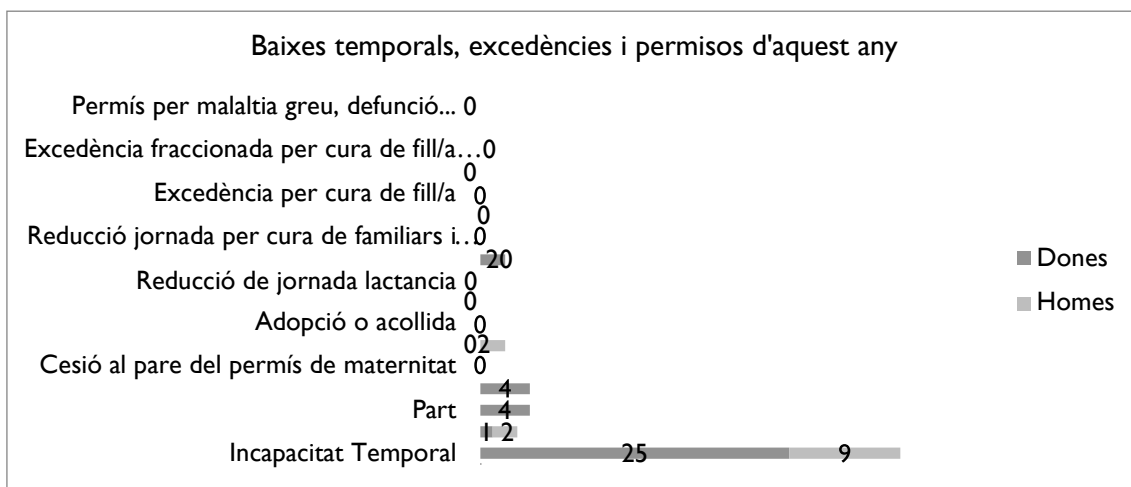 Baixes temporals, excedències i permisos d'aquest any
Permís per malaltia greu, defunció... 0
Excedència fraccionada per cura de fill/a… 0
0
Excedència per cura de fill/a 0
0
Reducció jornada per cura de familiars i… 0
20
Reducció de jornada lactancia 0
0
Adopció o acollida 0
02
Cesió al pare del permís de maternitat 0
4
Part 4
1 2
Incapacitat Temporal 25 9
Dones
Homes